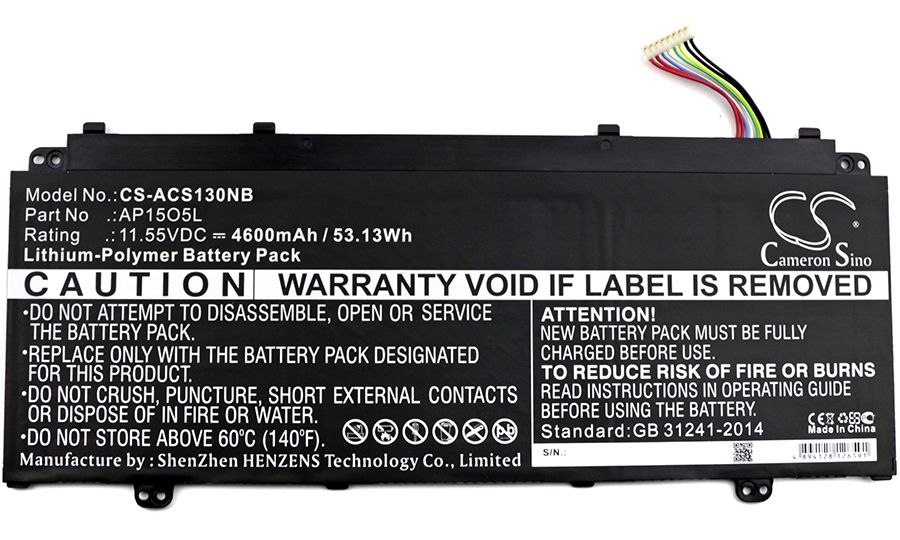 Model No.: CS-ACS130NB
Part No .: AP15O5L
Rating .: 11.55VDC ⎓ 4600mAh / 53.13Wh
Lithium-Polymer Battery Pack
CS
Cameron Sino
CAUTION WARRANTY VOID IF LABEL IS REMOVED
•DO NOT ATTEMPT TO DISASSEMBLE, OPEN OR SERVICE
THE BATTERY PACK.
•REPLACE ONLY WITH THE BATTERY PACK DESIGNATED
FOR THIS PRODUCT.
•DO NOT CRUSH, PUNCTURE, SHORT EXTERNAL CONTACTS
OR DISPOSE OF IN FIRE OR WATER.
•DO NOT STORE ABOVE 60°C (140°F).
Manufacture by : ShenZhen HENZENS Technology Co., Limited
ATTENTION!
NEW BATTERY PACK MUST BE FULLY
CHARGED BEFORE INITIAL USE.
TO REDUCE RISK OF FIRE OR BURNS
READ INSTRUCTIONS IN OPERATING GUIDE
BEFORE USING THE BATTERY.
Standard:GB 31241-2014
CE
Made In China
S/N.:
4 894128 126591